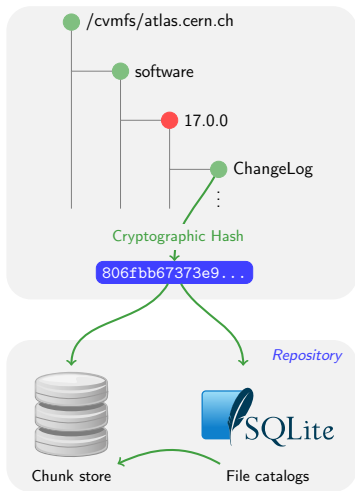 /cvmfs/atlas.cern.ch
software
17.0.0
ChangeLog
⋮
Cryptographic Hash
806fbb67373e9...
Repository
SQLite
Chunk store
File catalogs